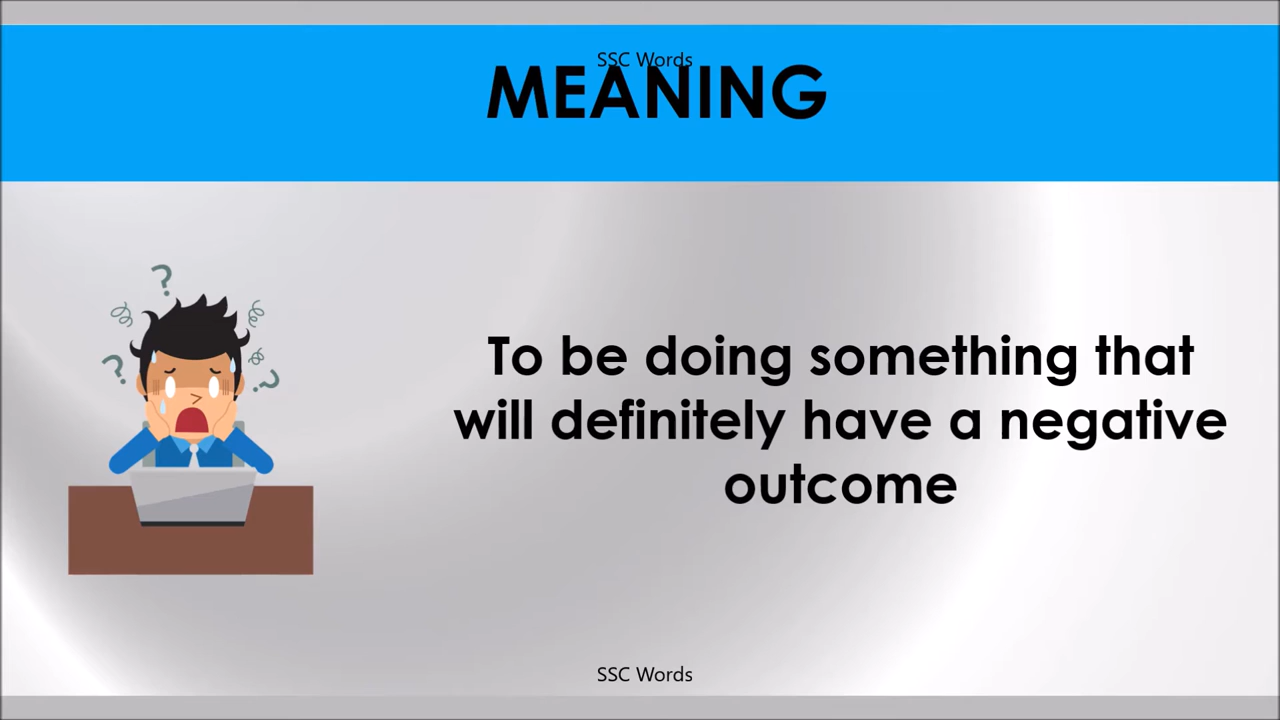 SSC Words
MEANING
To be doing something that
will definitely have a negative
outcome
SSC Words